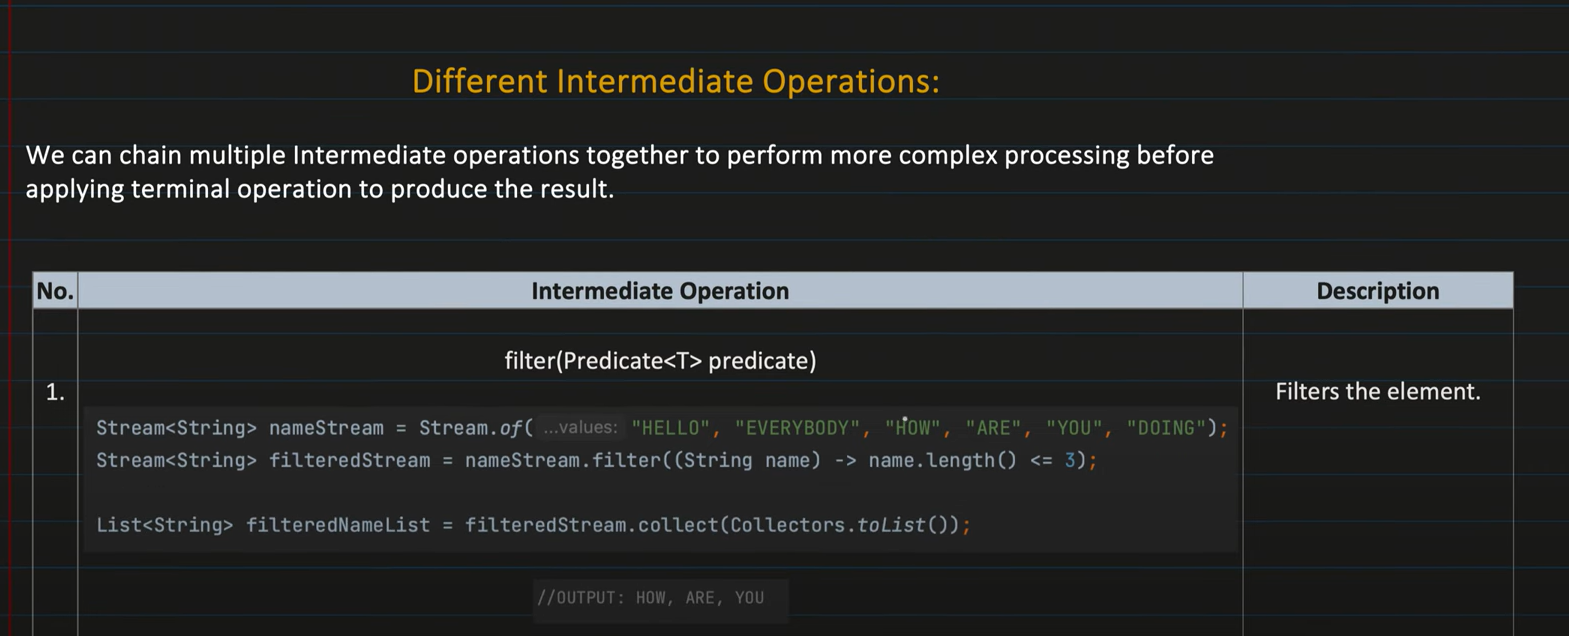 Different Intermediate Operations:
We can chain multiple Intermediate operations together to perform more complex processing before
applying terminal operation to produce the result.
No. Intermediate Operation Description
filter(Predicate<T> predicate)
1. Filters the element.
Stream<String> nameStream = Stream.of( ...values: "HELLO", "EVERYBODY", "HOW", "ARE", "YOU", "DOING");
Stream<String> filteredStream = nameStream.filter((String name) -> name.length() <= 3);
List<String> filteredNameList = filteredStream.collect(Collectors.toList());
//OUTPUT: HOW, ARE, YOU